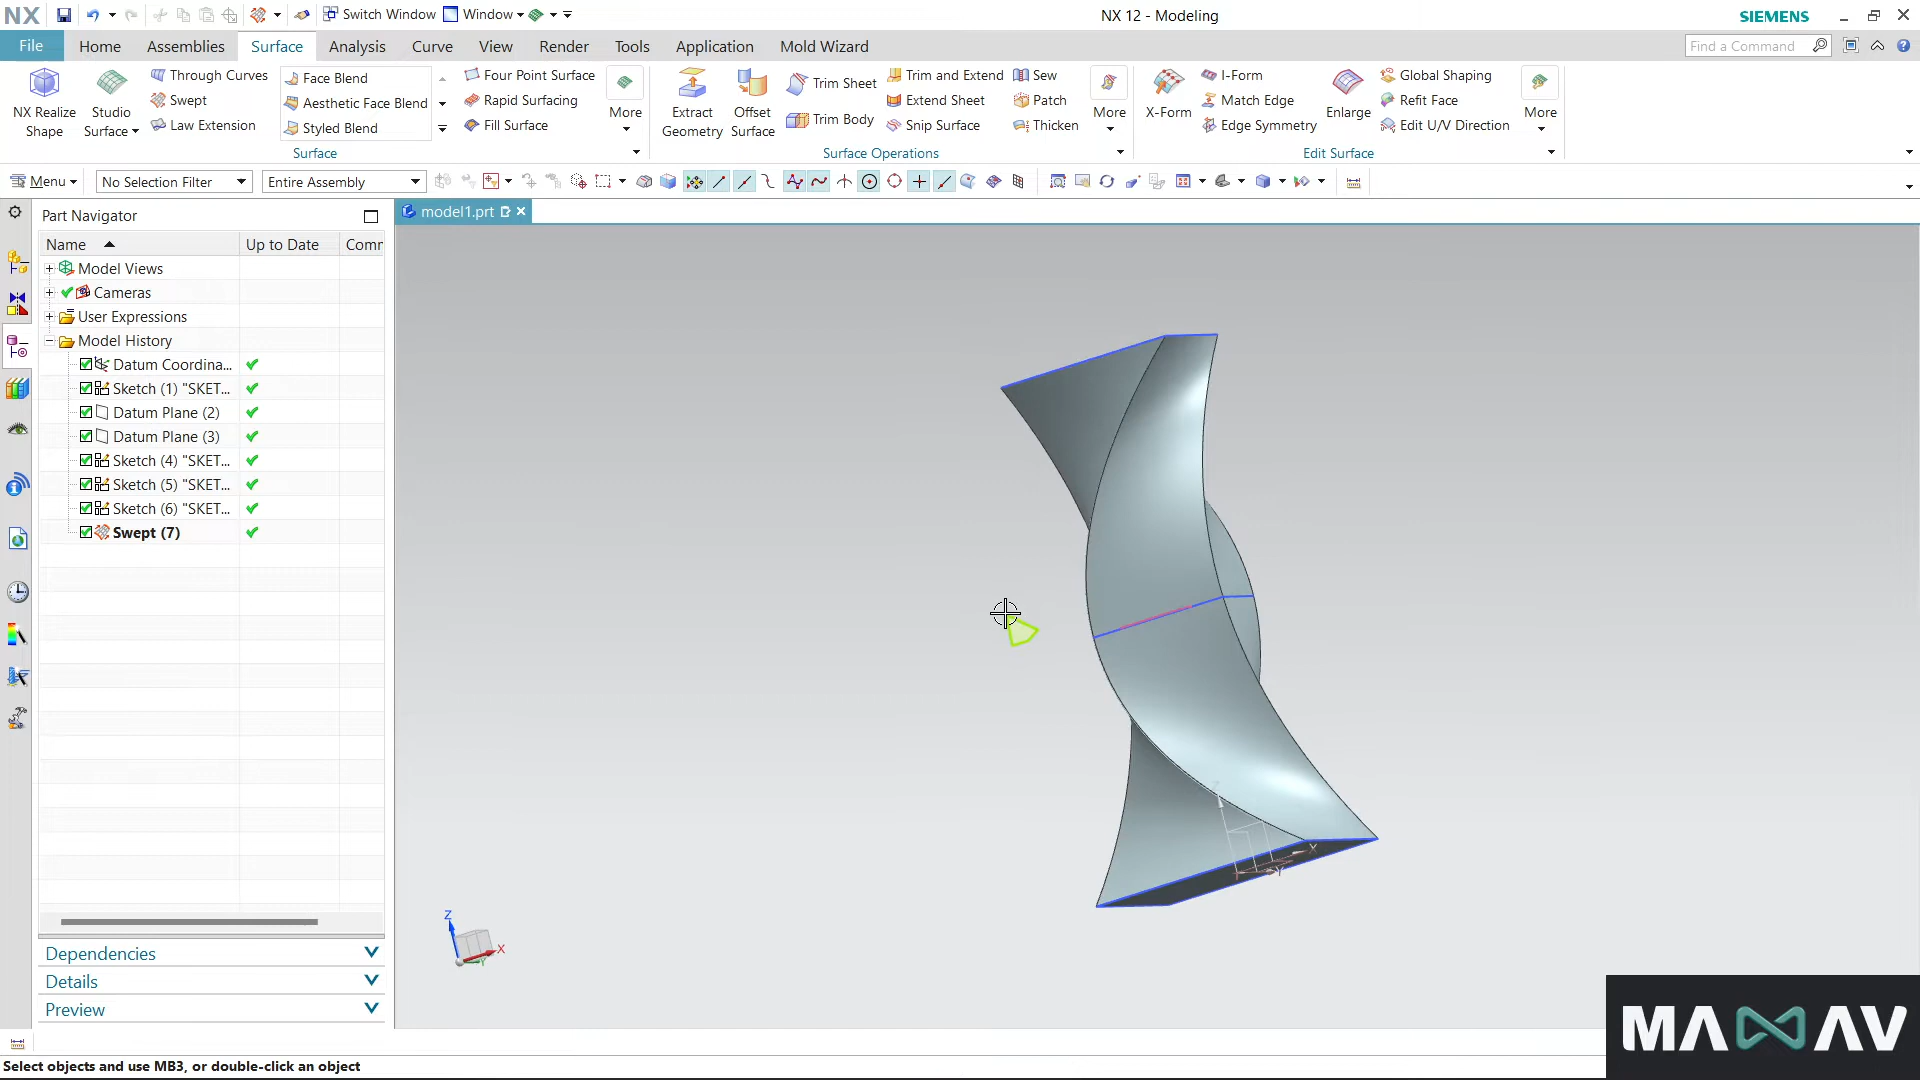 NX
Switch Window Window
NX 12 - Modeling
SIEMENS
File Home Assemblies Surface Analysis Curve View Render Tools Application Mold Wizard
Find a Command
NX Realize Shape
Studio Surface
Through Curves
Swept
Law Extension
Face Blend
Aesthetic Face Blend
Styled Blend
Four Point Surface
Rapid Surfacing
Fill Surface
More
Surface
Extract Geometry
Offset Surface
Trim Sheet
Trim Body
Trim and Extend
Extend Sheet
Snip Surface
Sew
Patch
Thicken
More
Surface Operations
X-Form
I-Form
Match Edge
Edge Symmetry
Enlarge
Global Shaping
Refit Face
Edit U/V Direction
More
Edit Surface
Menu No Selection Filter Entire Assembly
Part Navigator
model1.prt
Name Up to Date Comr
Model Views
Cameras
User Expressions
Model History
Datum Coordina...
Sketch (1) "SKET...
Datum Plane (2)
Datum Plane (3)
Sketch (4) "SKET...
Sketch (5) "SKET...
Sketch (6) "SKET...
Swept (7)
Dependencies
Details
Preview
Z
X
Y
Z
X
Y
Select objects and use MB3, or double-click an object